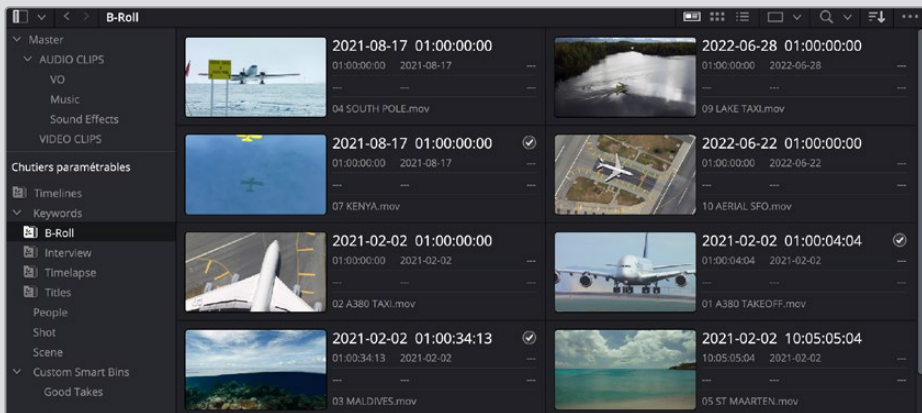 B-Roll
Master
AUDIO CLIPS
VO
Music
Sound Effects
VIDEO CLIPS
Chutiers paramétrables
Timelines
Keywords
B-Roll
Interview
Timelapse
Titles
People
Shot
Scene
Custom Smart Bins
Good Takes
2021-08-17 01:00:00:00
01:00:00:00 2021-08-17 ---
--- --- ---
04 SOUTH POLE.mov
2022-06-28 01:00:00:00
01:00:00:00 2022-06-28 ---
--- --- ---
09 LAKE TAXI.mov
2021-08-17 01:00:00:00
01:00:00:00 2021-08-17 ---
--- --- ---
07 KENYA.mov
2022-06-22 01:00:00:00
01:00:00:00 2022-06-22 ---
--- --- ---
10 AERIAL SFO.mov
2021-02-02 01:00:00:00
01:00:00:00 2021-02-02 ---
--- --- ---
02 A380 TAXI.mov
2021-02-02 01:00:04:04
01:00:04:04 2021-02-02 ---
--- --- ---
01 A380 TAKEOFF.mov
2021-02-02 01:00:34:13
01:00:34:13 2021-02-02 ---
--- --- ---
03 MALDIVES.mov
2021-02-02 10:05:05:04
10:05:05:04 2021-02-02 ---
--- --- ---
05 ST MAARTEN.mov